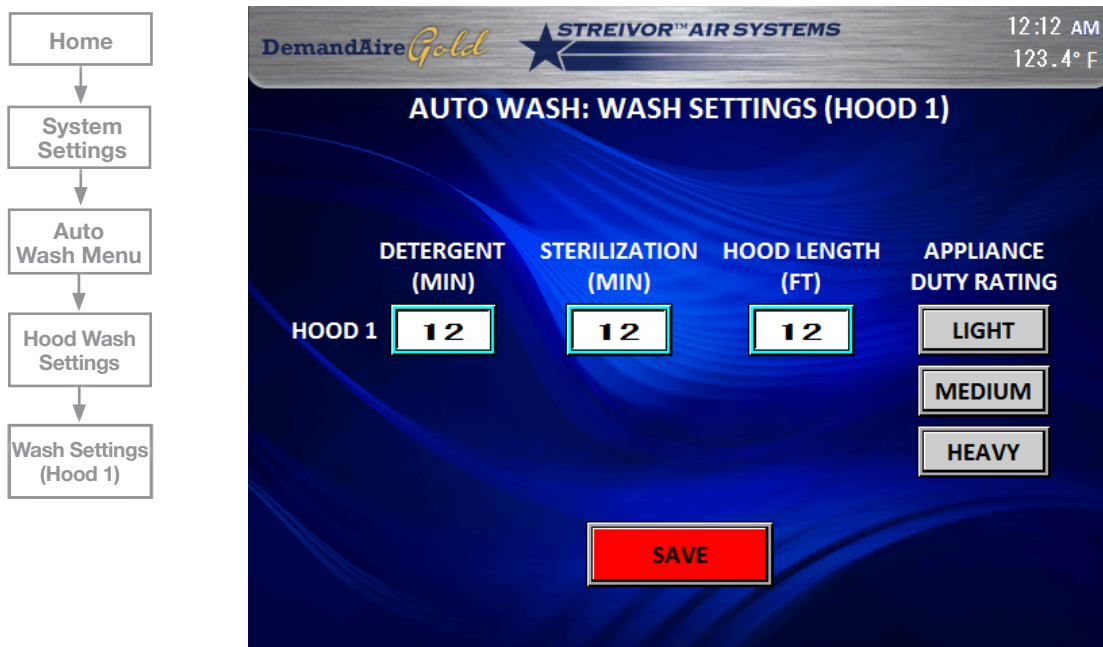 Home
System
Settings
Auto
Wash Menu
Hood Wash
Settings
Wash Settings
(Hood 1)
DemandAire Gold
STREIVOR™AIR SYSTEMS
12:12 AM
123.4° F
AUTO WASH: WASH SETTINGS (HOOD 1)
DETERGENT
(MIN)
STERILIZATION
(MIN)
HOOD LENGTH
(FT)
APPLIANCE
DUTY RATING
HOOD 1 12 12 12 LIGHT
MEDIUM
HEAVY
SAVE